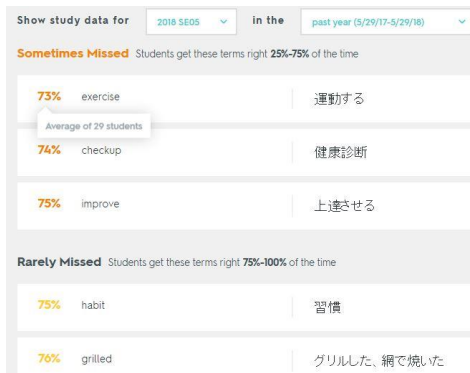 Show study data for 2018 SE05 in the past year (5/29/17-5/29/18)
Sometimes Missed Students get these terms right 25%-75% of the time
73% exercise 運動する
Average of 29 students
74% checkup 健康診断
75% improve 上達させる
Rarely Missed Students get these terms right 75%-100% of the time
75% habit 習慣
76% grilled グリルした、網で焼いた